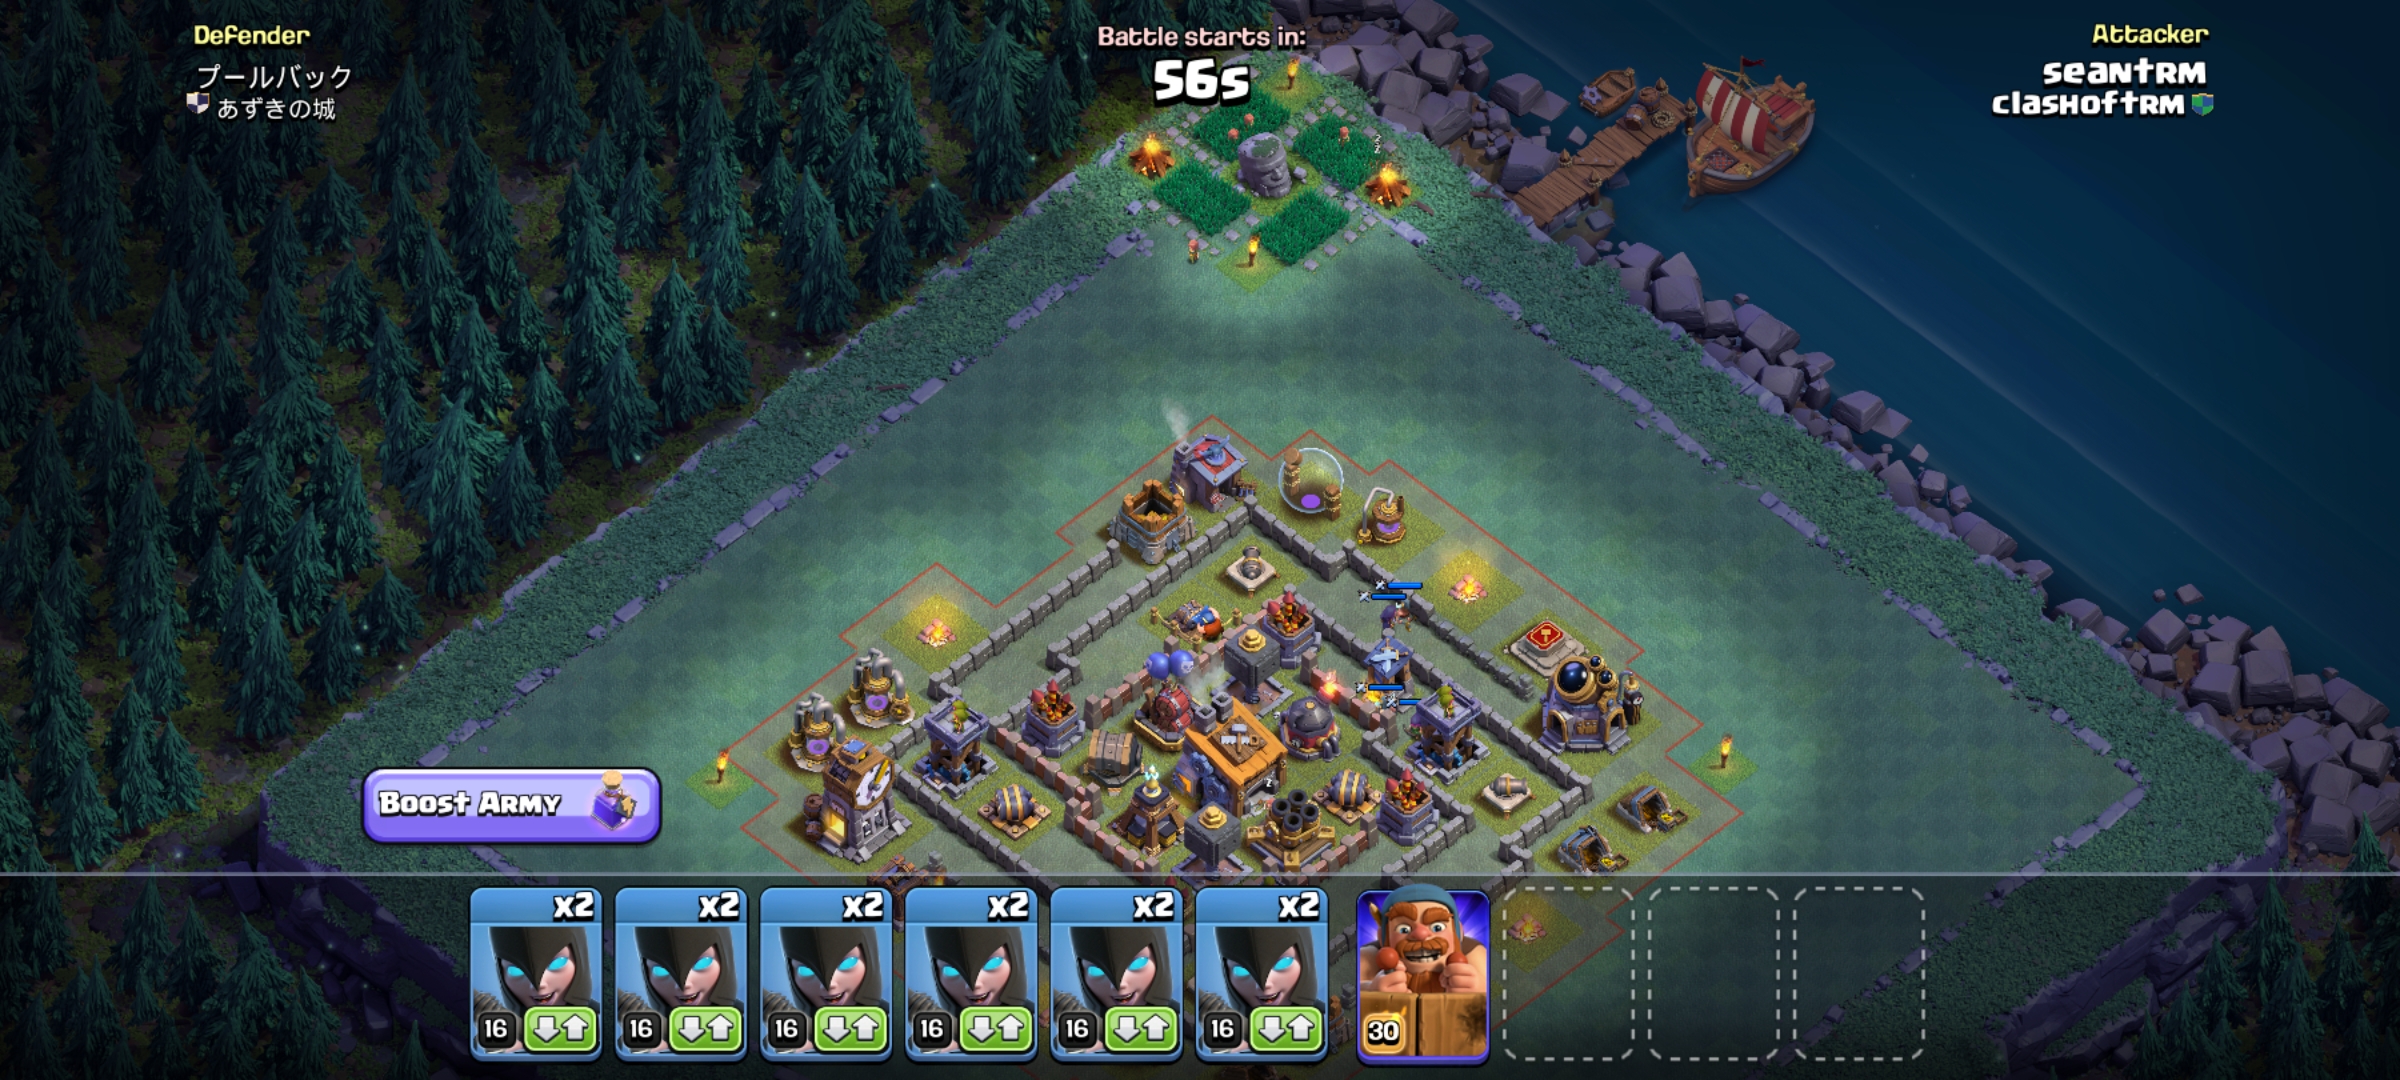 Defender
プールバック
あずきの城
Battle starts in:
56s
Attacker
seantRM
clashoftRM
Boost Army
x2
x2
x2
x2
x2
x2
16
16
16
16
16
16
30